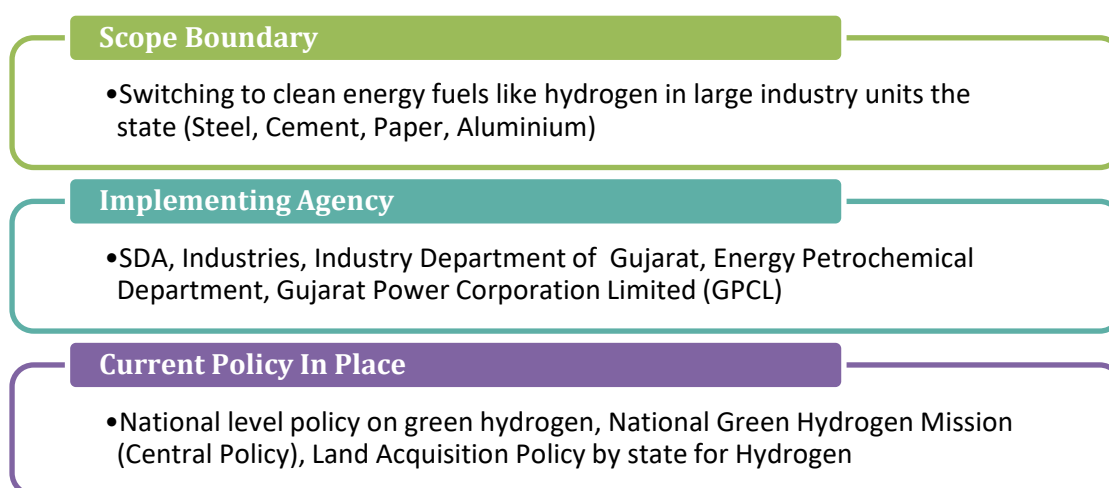 Scope Boundary
•Switching to clean energy fuels like hydrogen in large industry units the
state (Steel, Cement, Paper, Aluminium)
Implementing Agency
•SDA, Industries, Industry Department of Gujarat, Energy Petrochemical
Department, Gujarat Power Corporation Limited (GPCL)
Current Policy In Place
•National level policy on green hydrogen, National Green Hydrogen Mission
(Central Policy), Land Acquisition Policy by state for Hydrogen